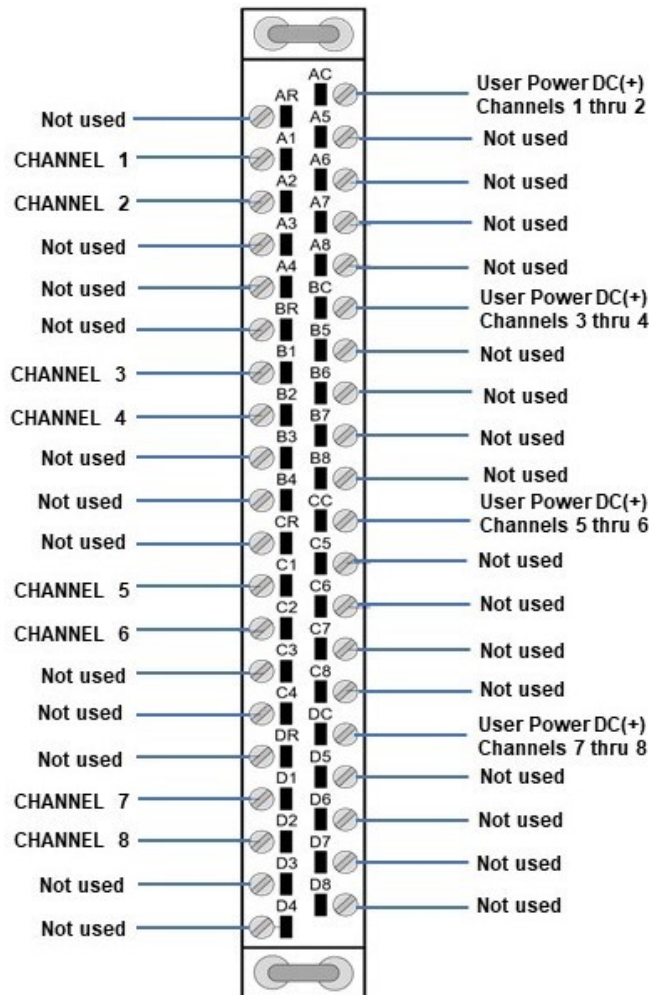 AC
User Power DC(+)
Channels 1 thru 2
AR
Not used
A5
Not used
A1
CHANNEL 1
A6
Not used
A2
CHANNEL 2
A7
Not used
A3
Not used
A8
Not used
A4
Not used
BC
User Power DC(+)
Channels 3 thru 4
BR
Not used
B5
Not used
B1
CHANNEL 3
B6
Not used
B2
CHANNEL 4
B7
Not used
B3
Not used
B8
Not used
B4
Not used
CC
User Power DC(+)
Channels 5 thru 6
CR
Not used
C5
Not used
C1
CHANNEL 5
C6
Not used
C2
CHANNEL 6
C7
Not used
C3
Not used
C8
Not used
C4
Not used
DC
User Power DC(+)
Channels 7 thru 8
DR
Not used
D5
Not used
D1
CHANNEL 7
D6
Not used
D2
CHANNEL 8
D7
Not used
D3
Not used
D8
Not used
D4
Not used